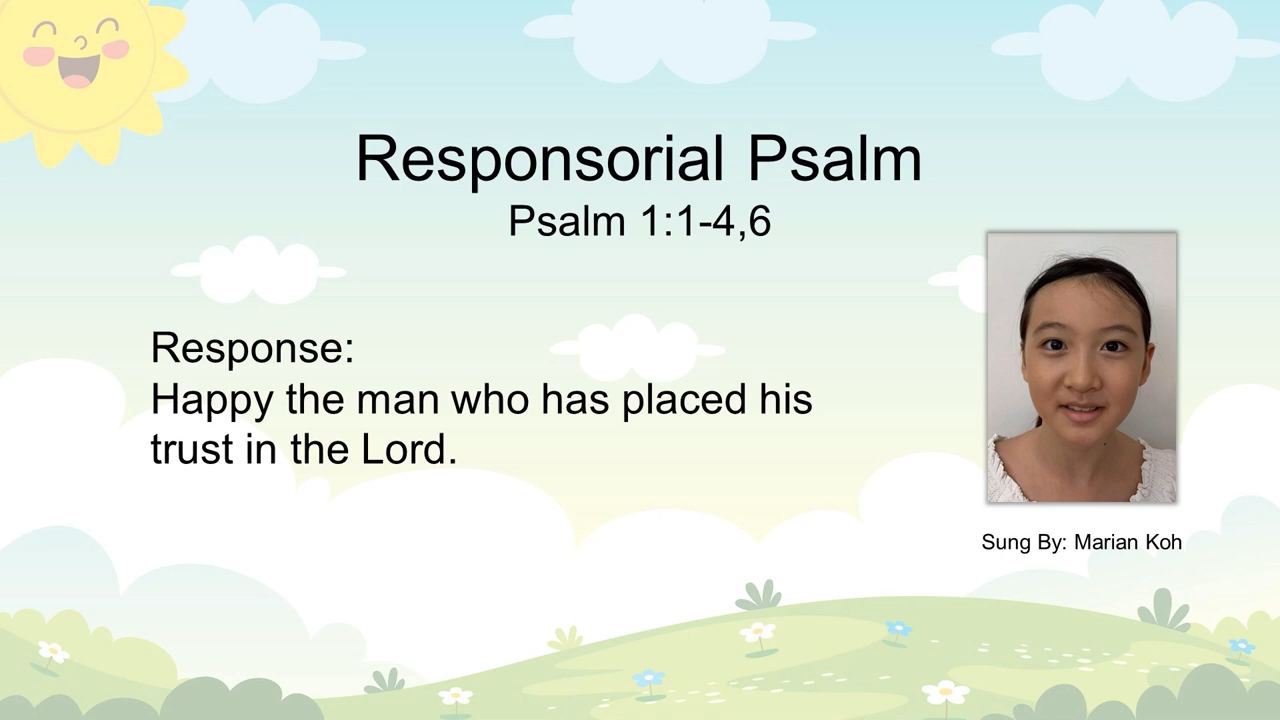 Responsorial Psalm
Psalm 1:1-4,6
Response:
Happy the man who has placed his
trust in the Lord.
Sung By: Marian Koh